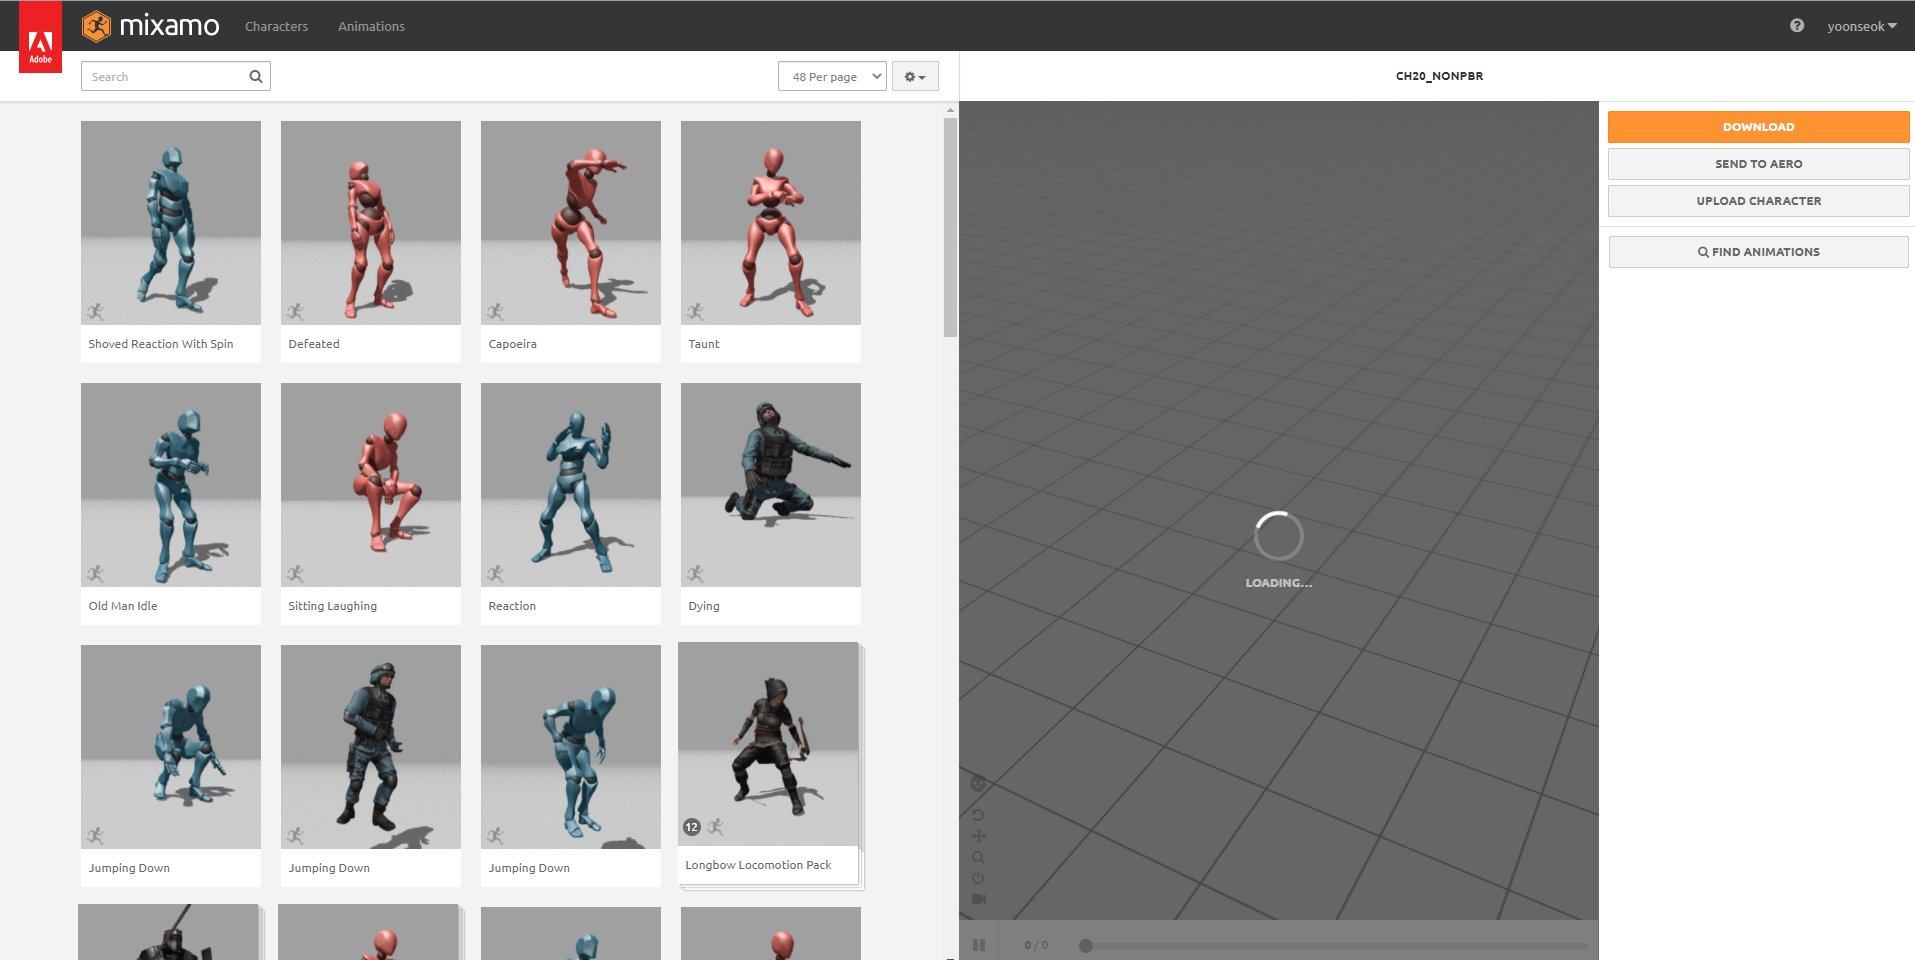 Adobe
mixamo
Characters
Animations
yoonseok
Search
48 Per page
CH20_NONPBR
DOWNLOAD
SEND TO AERO
UPLOAD CHARACTER
FIND ANIMATIONS
Shoved Reaction With Spin
Defeated
Capoeira
Taunt
Old Man Idle
Sitting Laughing
Reaction
Dying
LOADING...
12
Jumping Down
Jumping Down
Jumping Down
Longbow Locomotion Pack
0 / 0